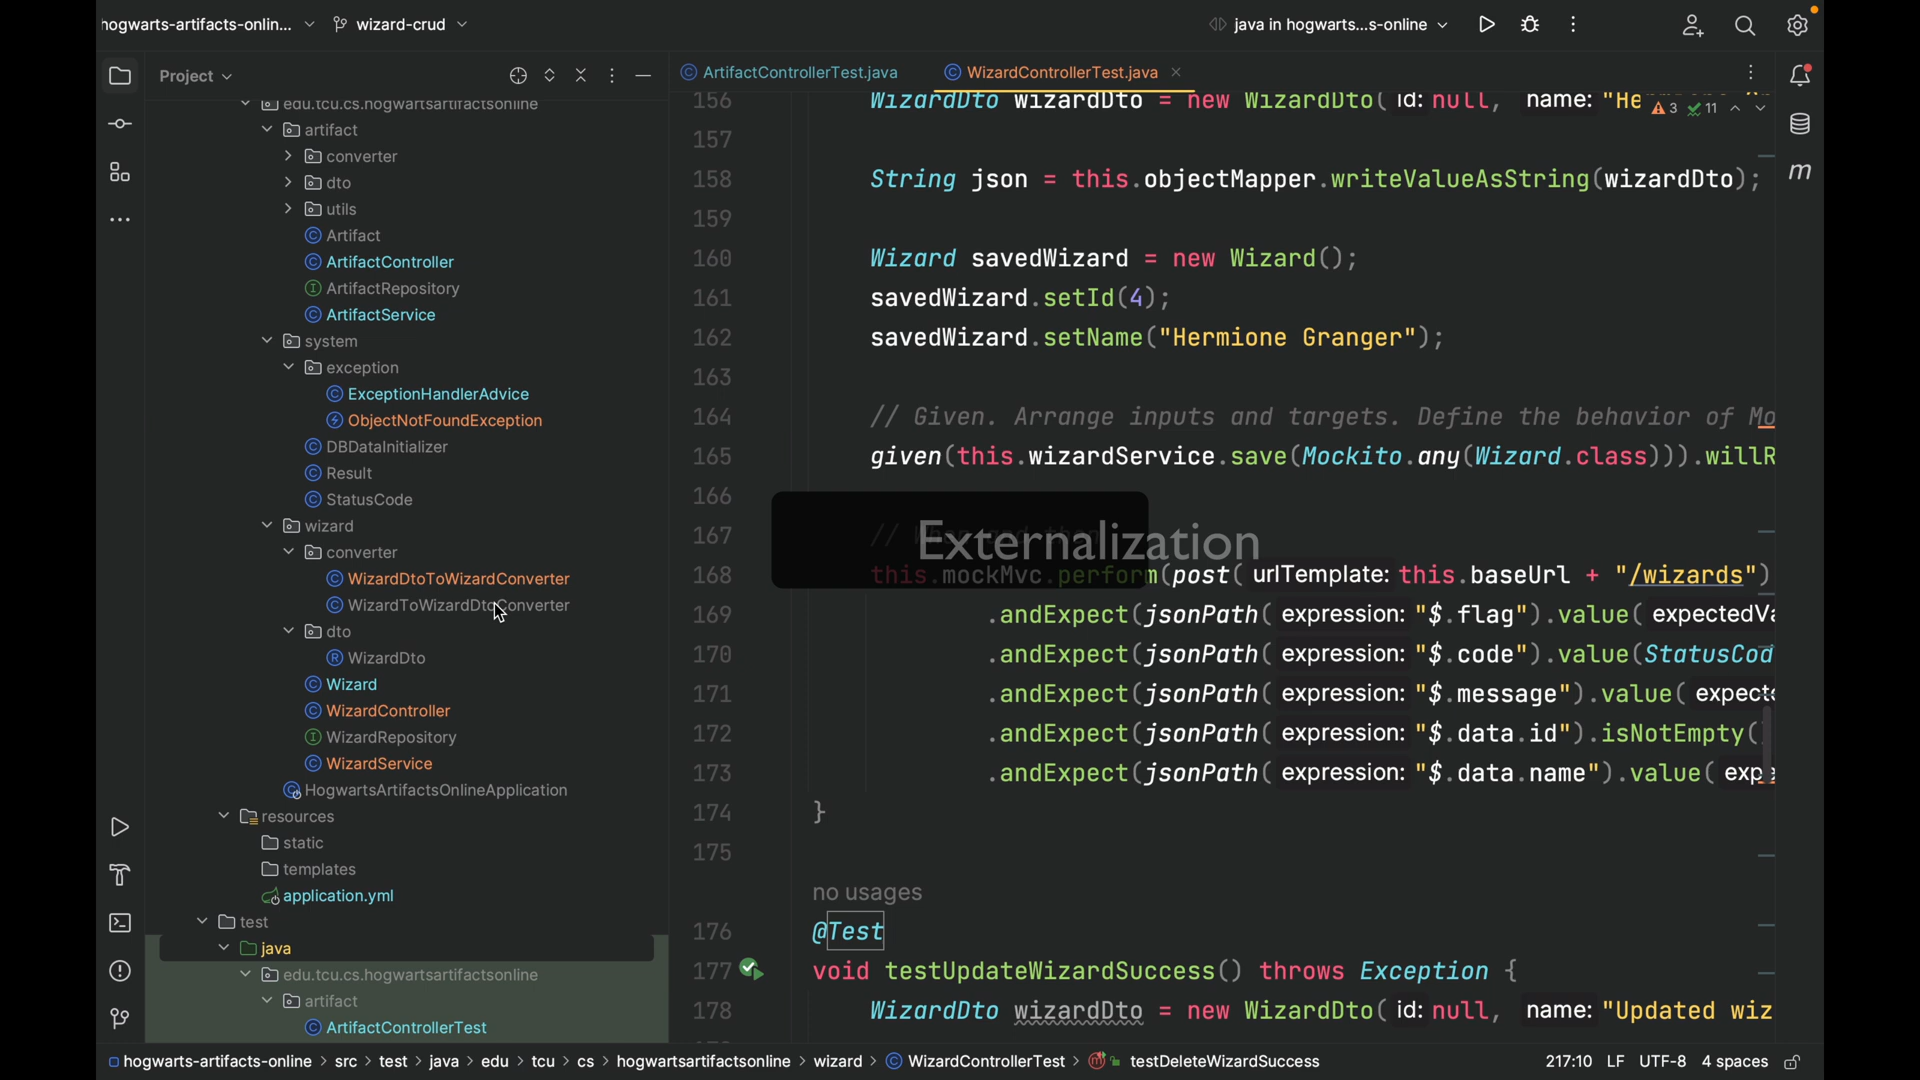 hogwarts-artifacts-onlin...
wizard-crud
java in hogwarts...s-online
Project
edu.tcu.cs.hogwartsartifactsonline
artifact
converter
dto
utils
Artifact
ArtifactController
ArtifactRepository
ArtifactService
system
exception
ExceptionHandlerAdvice
ObjectNotFoundException
DBDataInitializer
Result
StatusCode
wizard
converter
WizardDtoToWizardConverter
WizardToWizardDtoConverter
dto
WizardDto
Wizard
WizardController
WizardRepository
WizardService
HogwartsArtifactsOnlineApplication
resources
static
templates
application.yml
test
java
edu.tcu.cs.hogwartsartifactsonline
artifact
ArtifactControllerTest
ArtifactControllerTest.java
WizardControllerTest.java
3 11
156 WizardDto wizardDto = new WizardDto( id: null, name: "He
157
158 String json = this.objectMapper.writeValueAsString(wizardDto);
159
160 Wizard savedWizard = new Wizard();
161 savedWizard.setId(4);
162 savedWizard.setName("Hermione Granger");
163
164 // Given. Arrange inputs and targets. Define the behavior of Mo
165 given(this.wizardService.save(Mockito.any(Wizard.class))).willR
166
167 //
Externalization
168 this.mockMvc.perform(post( urlTemplate: this.baseUrl + "/wizards")
169 .andExpect(jsonPath( expression: "$.flag").value( expectedVa
170 .andExpect(jsonPath( expression: "$.code").value(StatusCod
171 .andExpect(jsonPath( expression: "$.message").value( expecte
172 .andExpect(jsonPath( expression: "$.data.id").isNotEmpty()
173 .andExpect(jsonPath( expression: "$.data.name").value( exp
174 }
175
no usages
176 @Test
177 void testUpdateWizardSuccess() throws Exception {
178 WizardDto wizardDto = new WizardDto( id: null, name: "Updated wiz
hogwarts-artifacts-online > src > test > java > edu > tcu > cs > hogwartsartifactsonline > wizard > WizardControllerTest > testDeleteWizardSuccess
217:10 LF UTF-8 4 spaces